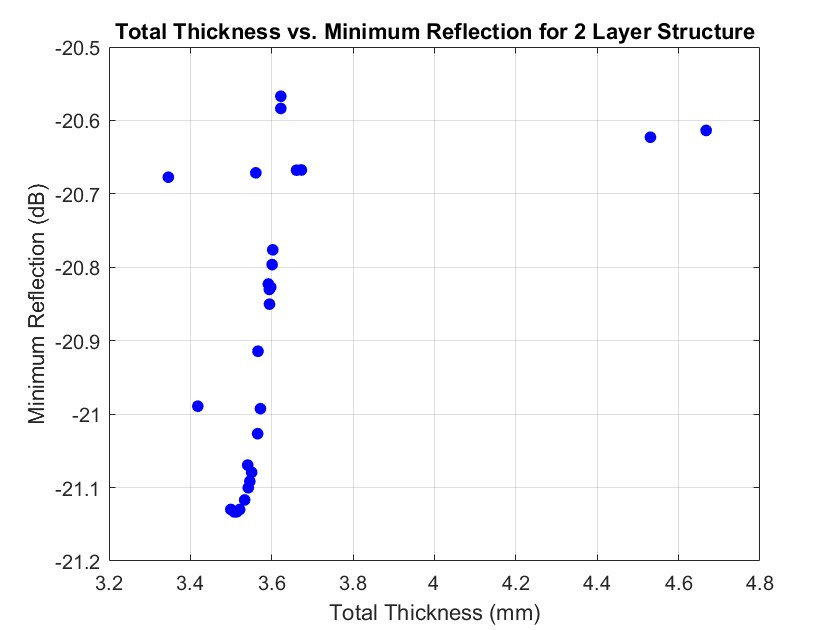 Total Thickness vs. Minimum Reflection for 2 Layer Structure
-20.5
-20.6
-20.7
-20.8
-20.9
-21
-21.1
-21.2
Minimum Reflection (dB)
3.2 3.4 3.6 3.8 4 4.2 4.4 4.6 4.8
Total Thickness (mm)